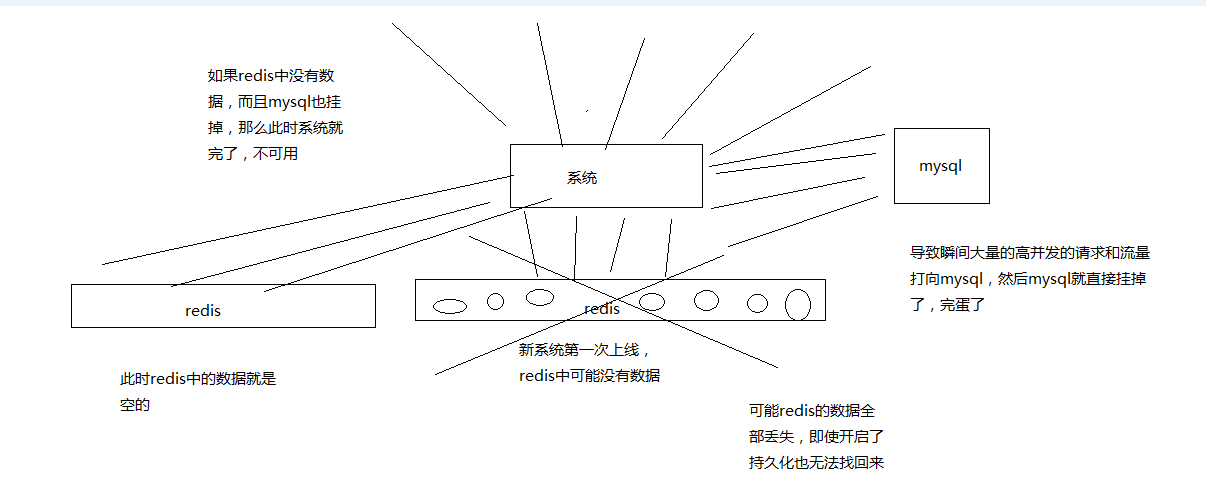 如果redis中没有数
据，而且mysql也挂
掉，那么此时系统就
完了，不可用
系统
mysql
导致瞬间大量的高并发的请求和流量
打向mysql，然后mysql就直接挂掉
了，完蛋了
redis
redis
新系统第一次上线，
redis中可能没有数据
此时redis中的数据就是
空的
可能redis的数据全
部丢失，即使开启了
持久化也无法找回来